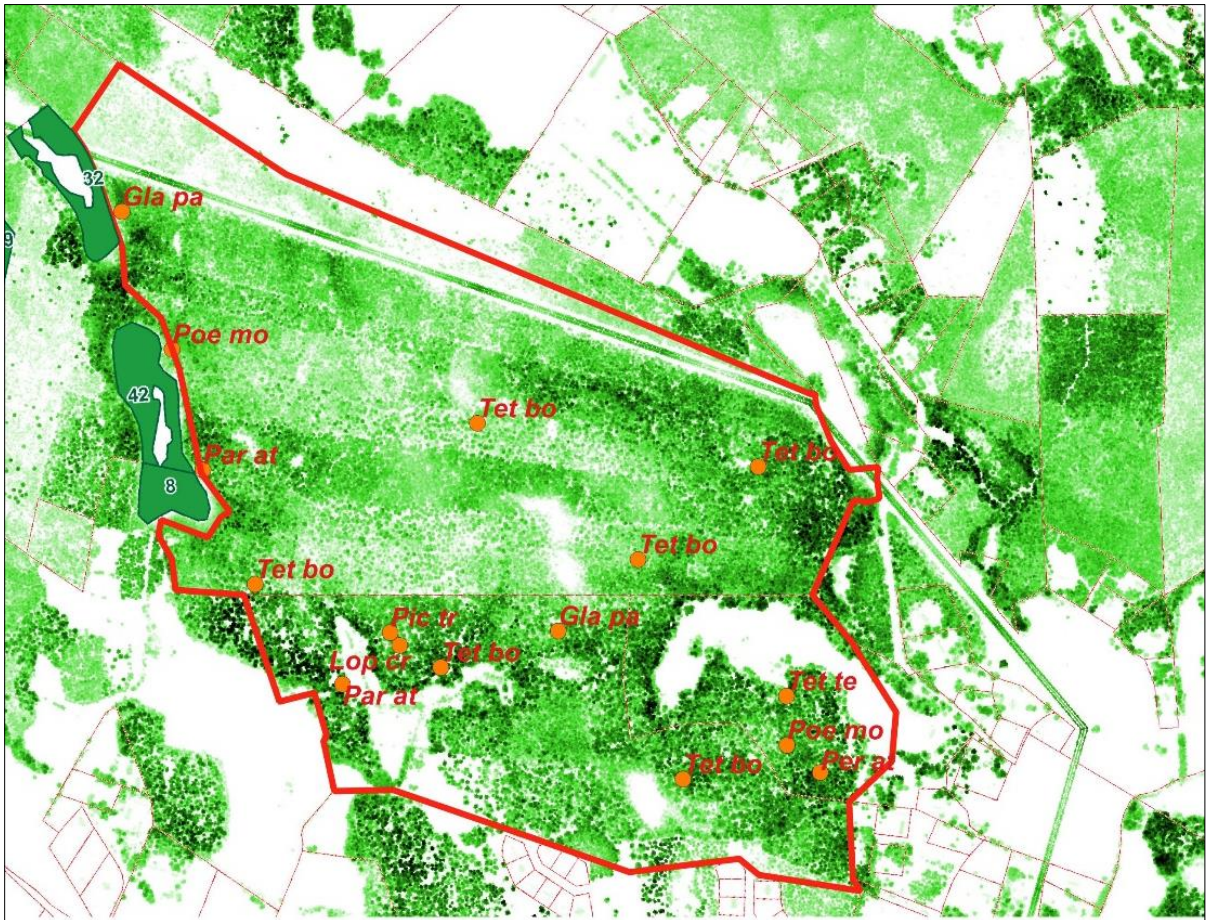 32
Gla pa
9
Poe mo
42
Tet bo
Par at
Tet bo
8
Tet bo
Tet bo
Pic tr
Gla pa
Lop cr
Tet bo
Par at
Tet te
Poe mo
Tet bo
Per at